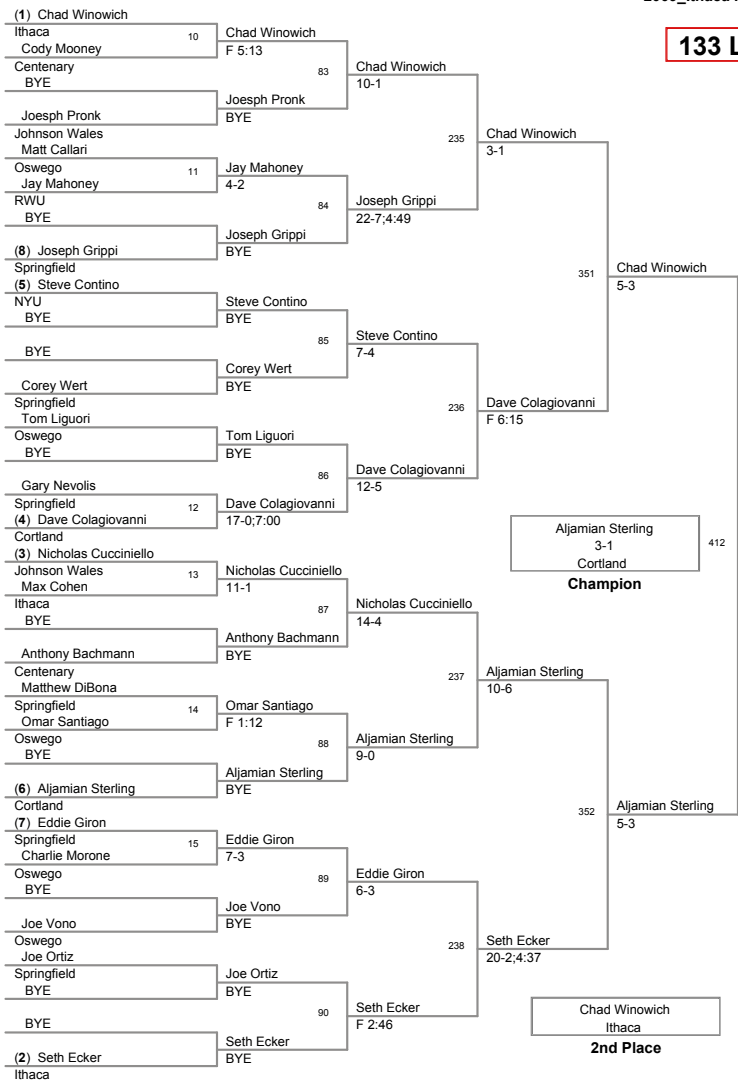 (1) Chad Winowich
Ithaca
Cody Mooney
Centenary
BYE
Joesph Pronk
Johnson Wales
Matt Callari
Oswego
Jay Mahoney
RWU
BYE
(8) Joseph Grippi
Springfield
(5) Steve Contino
NYU
BYE
BYE
Corey Wert
Springfield
Tom Liguori
Oswego
BYE
Gary Nevolis
Springfield
(4) Dave Colagiovanni
Cortland
(3) Nicholas Cucciniello
Johnson Wales
Max Cohen
Ithaca
BYE
Anthony Bachmann
Centenary
Matthew DiBona
Springfield
Omar Santiago
Oswego
BYE
(6) Aljamian Sterling
Cortland
(7) Eddie Giron
Springfield
Charlie Morone
Oswego
BYE
Joe Vono
Oswego
Joe Ortiz
Springfield
BYE
BYE
(2) Seth Ecker
Ithaca
10
11
12
13
14
15
Chad Winowich
F 5:13
Joesph Pronk
BYE
Jay Mahoney
4-2
Joseph Grippi
BYE
Steve Contino
BYE
Corey Wert
BYE
Tom Liguori
BYE
Dave Colagiovanni
17-0;7:00
Nicholas Cucciniello
11-1
Anthony Bachmann
BYE
Omar Santiago
F 1:12
Aljamian Sterling
BYE
Eddie Giron
7-3
Joe Vono
BYE
Joe Ortiz
BYE
Seth Ecker
BYE
83
84
85
86
87
88
89
90
Chad Winowich
10-1
Joseph Grippi
22-7;4:49
Steve Contino
7-4
Dave Colagiovanni
12-5
Nicholas Cucciniello
14-4
Aljamian Sterling
9-0
Eddie Giron
6-3
Seth Ecker
F 2:46
235
236
237
238
Chad Winowich
3-1
Dave Colagiovanni
F 6:15
Aljamian Sterling
10-6
Seth Ecker
20-2;4:37
351
352
Chad Winowich
5-3
Aljamian Sterling
5-3
133 L
Aljamian Sterling
3-1
Cortland
412
Champion
Chad Winowich
Ithaca
2nd Place